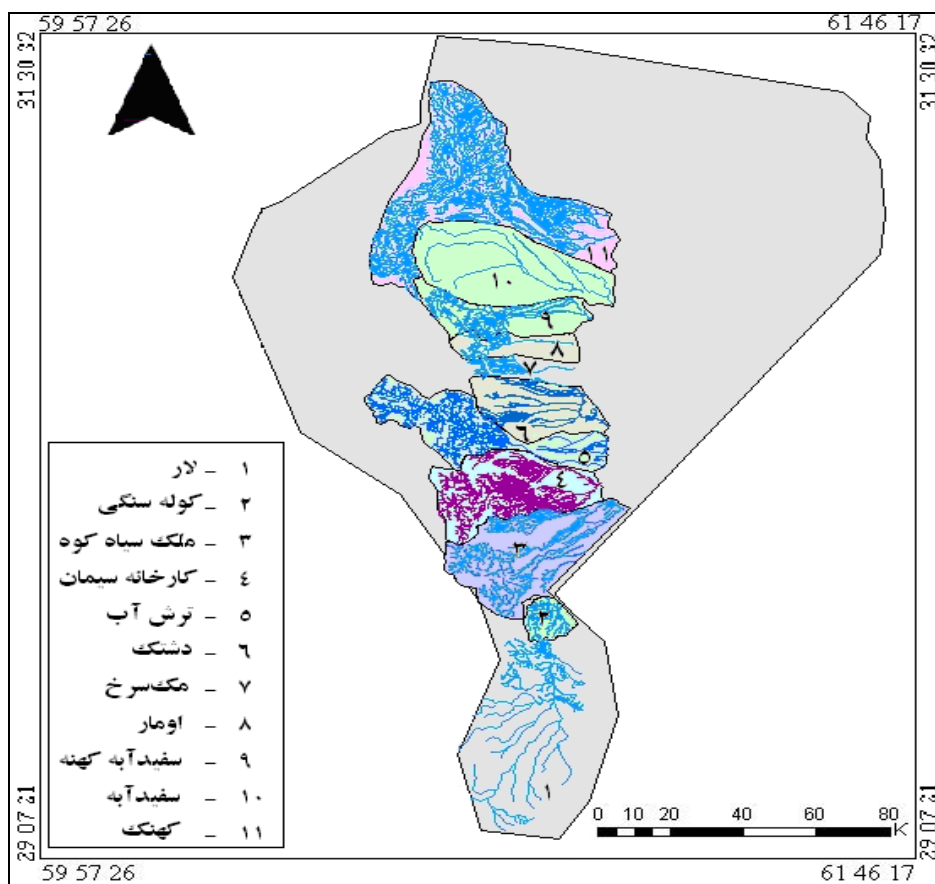 59 57 26
61 46 17
31 30 32
31 30 32
١١
١٠
٩
٨
٧
٦
٥
٤
٣
١
١ - لار
٢ - کوله سنگی
٣ - ملک سیاه کوه
٤ - کارخانه سیمان
٥ - ترش آب
٦ - دشتک
٧ - مک‌سرخ
٨ - اومار
٩ - سفیدآبه کهنه
١٠ - سفیدآبه
١١ - کهنک
0 10 20 40 60 80
K
29 07 21
29 07 21
59 57 26
61 46 17